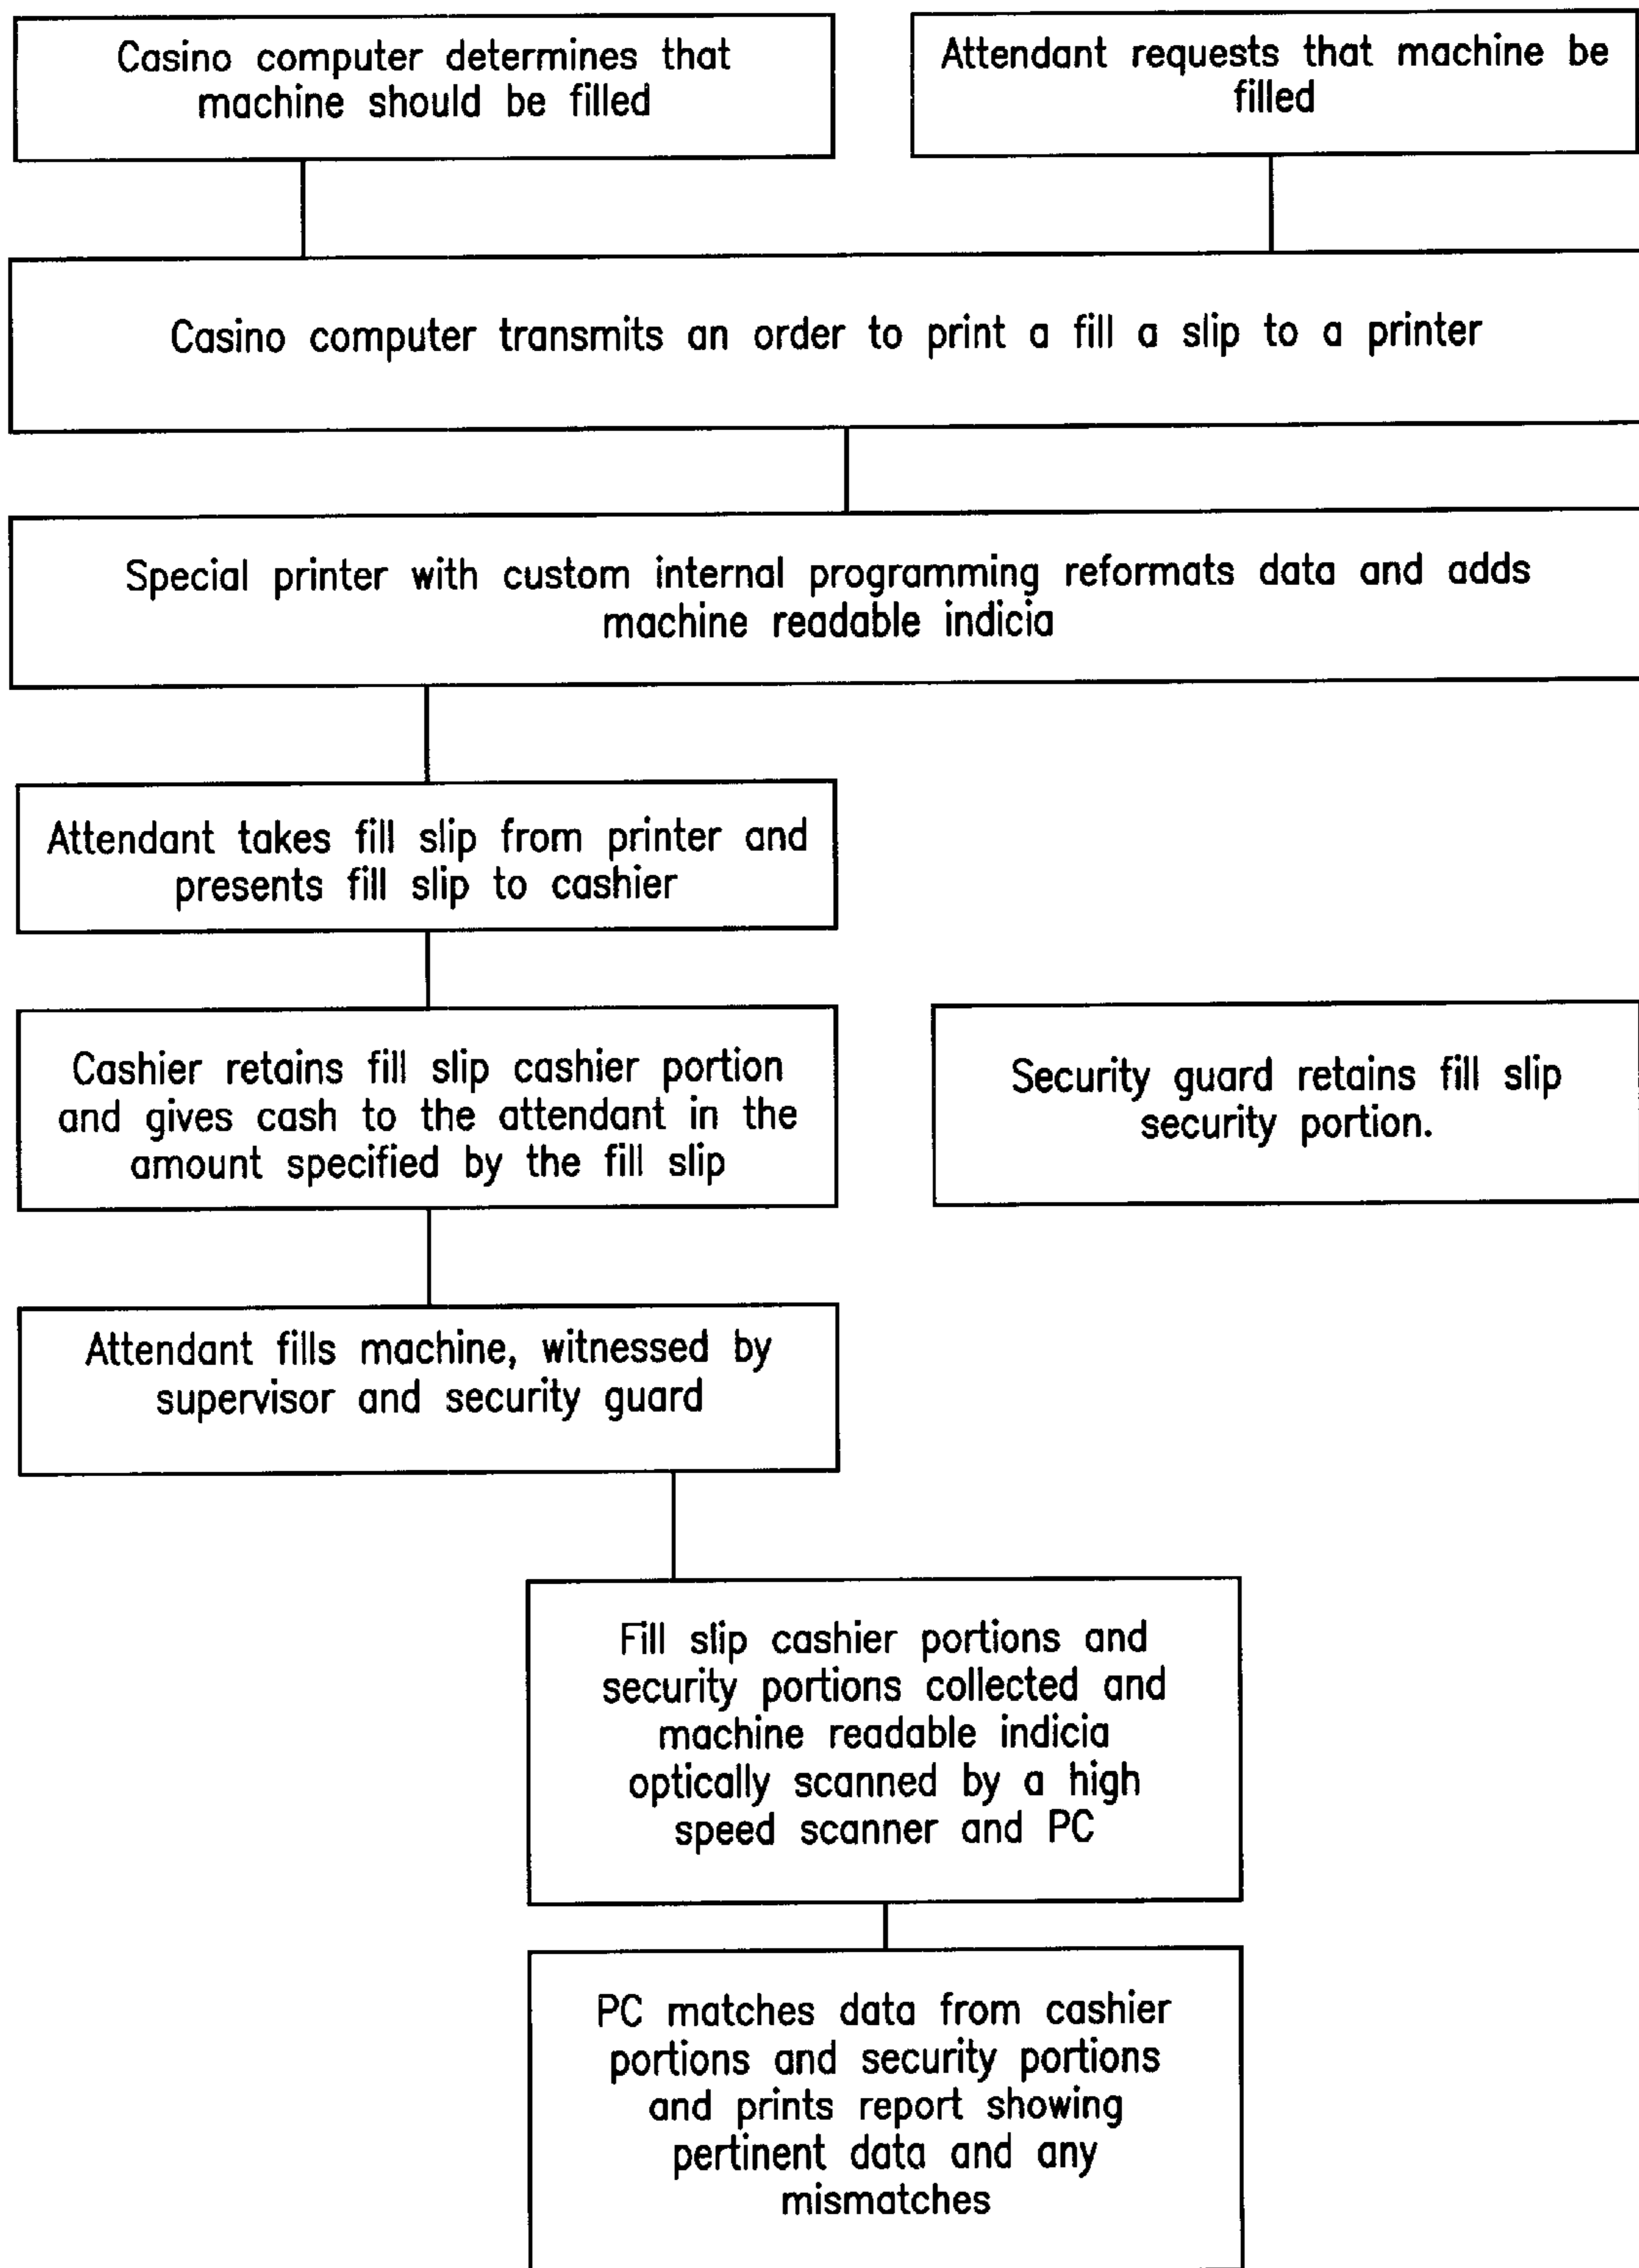 Casino computer determines that
machine should be filled
Attendant requests that machine be
filled
Casino computer transmits an order to print a fill a slip to a printer
Special printer with custom internal programming reformats data and adds
machine readable indicia
Attendant takes fill slip from printer and
presents fill slip to cashier
Cashier retains fill slip cashier portion
and gives cash to the attendant in the
amount specified by the fill slip
Security guard retains fill slip
security portion.
Attendant fills machine, witnessed by
supervisor and security guard
Fill slip cashier portions and
security portions collected and
machine readable indicia
optically scanned by a high
speed scanner and PC
PC matches data from cashier
portions and security portions
and prints report showing
pertinent data and any
mismatches